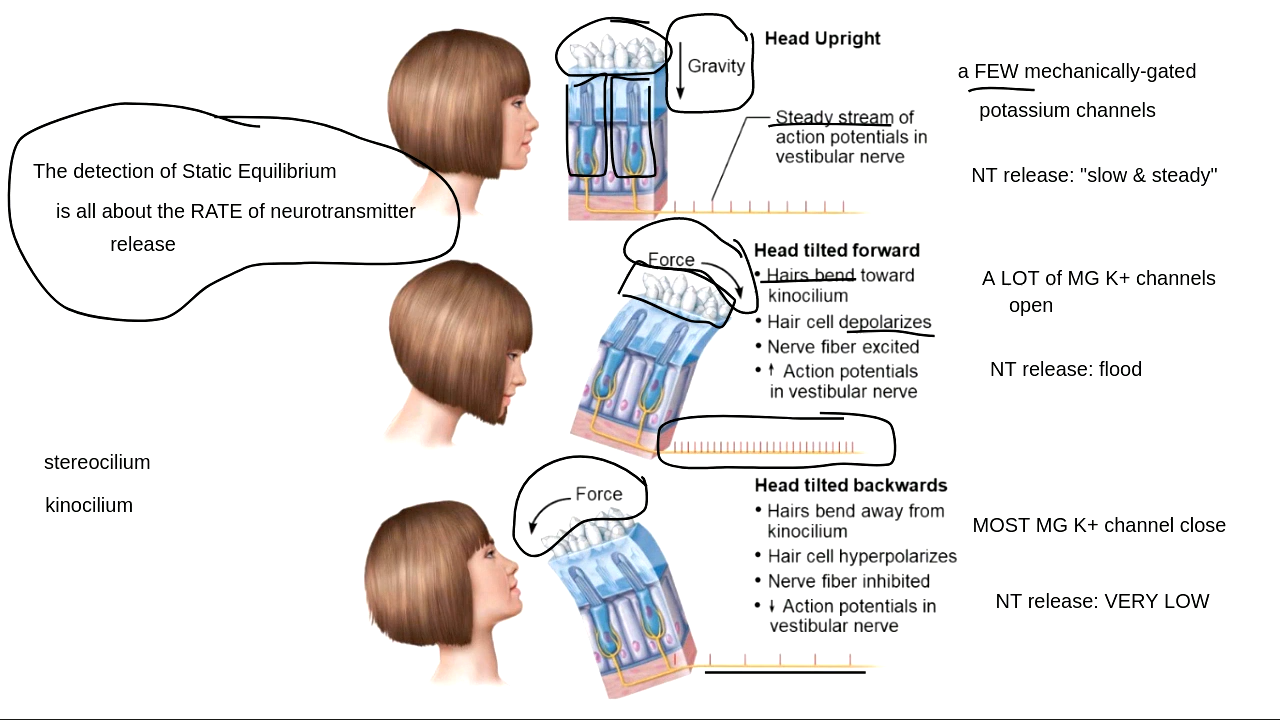 Head Upright
Gravity
a FEW mechanically-gated
potassium channels
Steady stream of
action potentials in
vestibular nerve
NT release: "slow & steady"
The detection of Static Equilibrium
is all about the RATE of neurotransmitter
release
Force
Head tilted forward
• Hairs bend toward
kinocilium
• Hair cell depolarizes
• Nerve fiber excited
• ↑ Action potentials
in vestibular nerve
A LOT of MG K+ channels
open
NT release: flood
stereocilium
kinocilium
Force
Head tilted backwards
• Hairs bend away from
kinocilium
• Hair cell hyperpolarizes
• Nerve fiber inhibited
• ↓ Action potentials in
vestibular nerve
MOST MG K+ channel close
NT release: VERY LOW